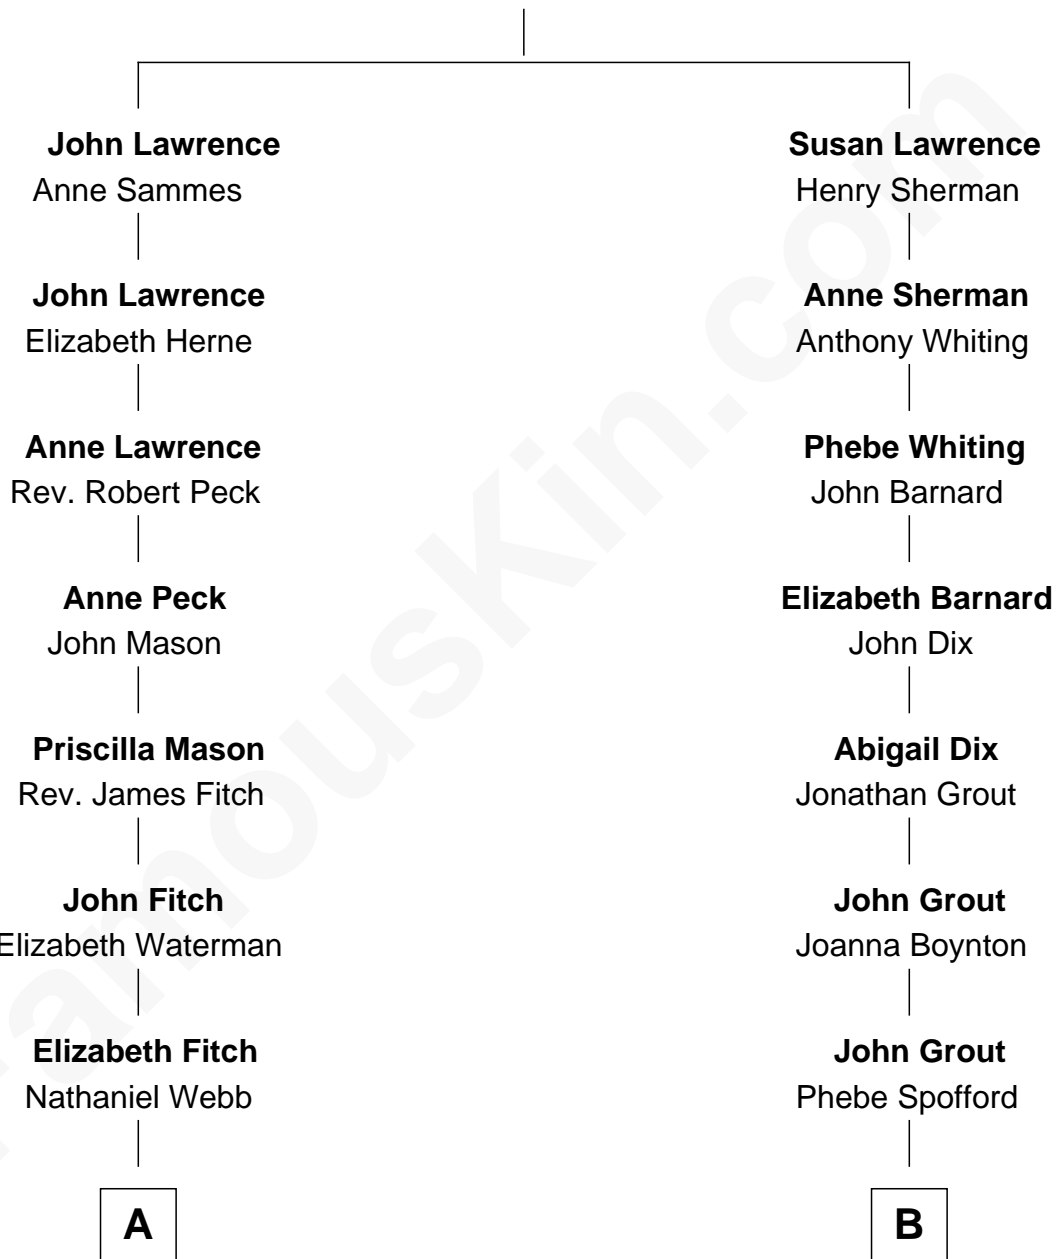 John Lawrence
Anne Sammes
John Lawrence
Elizabeth Herne
Anne Lawrence
Rev. Robert Peck
Anne Peck
John Mason
Priscilla Mason
Rev. James Fitch
John Fitch
Elizabeth Waterman
Elizabeth Fitch
Nathaniel Webb
A
Susan Lawrence
Henry Sherman
Anne Sherman
Anthony Whiting
Phebe Whiting
John Barnard
Elizabeth Barnard
John Dix
Abigail Dix
Jonathan Grout
John Grout
Joanna Boynton
John Grout
Phebe Spofford
B
FamousKin.com